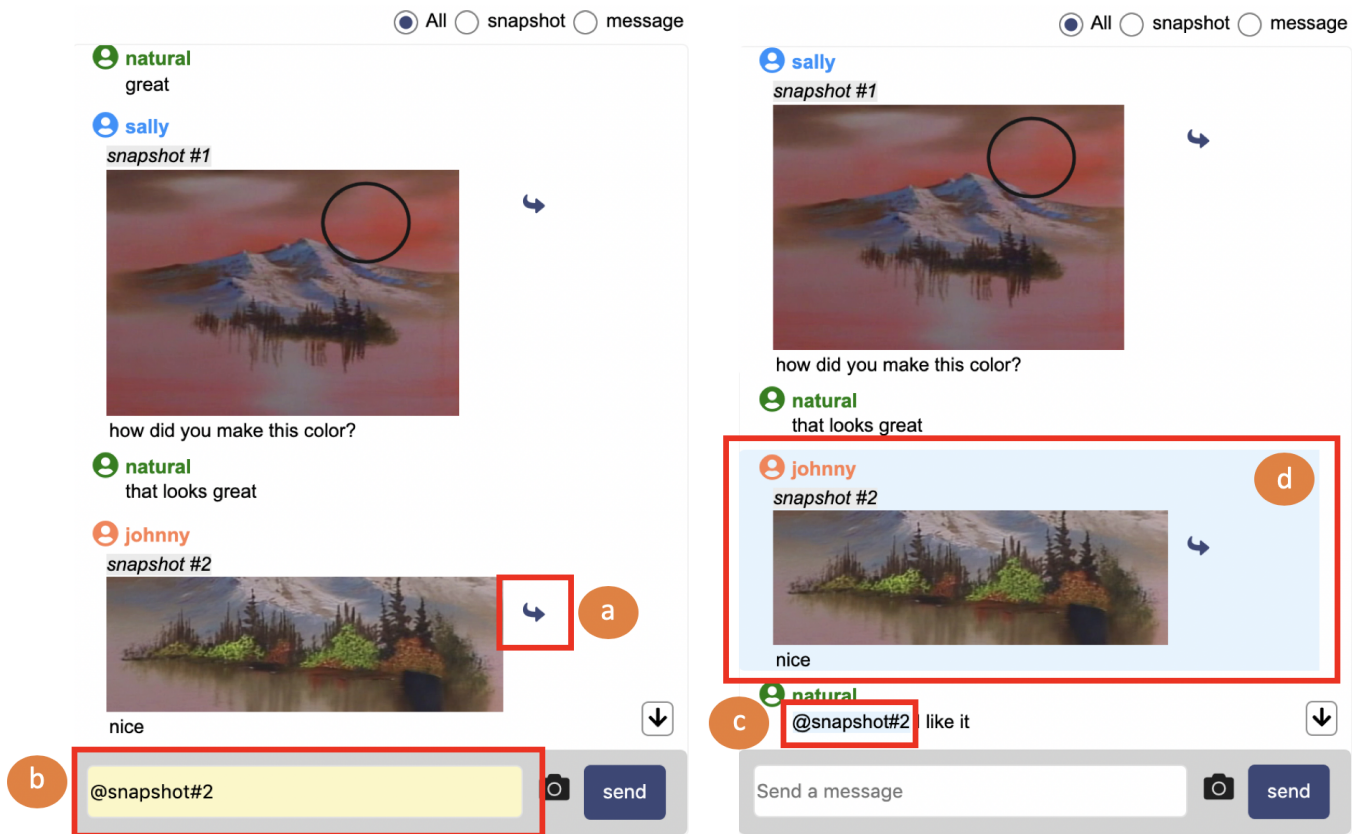 All snapshot message
natural
great
sally
snapshot #1
how did you make this color?
natural
that looks great
johnny
snapshot #2
a
nice
b
@snapshot#2
send
All snapshot message
sally
snapshot #1
how did you make this color?
natural
that looks great
johnny
d
snapshot #2
nice
natural
c
@snapshot#2 I like it
Send a message
send